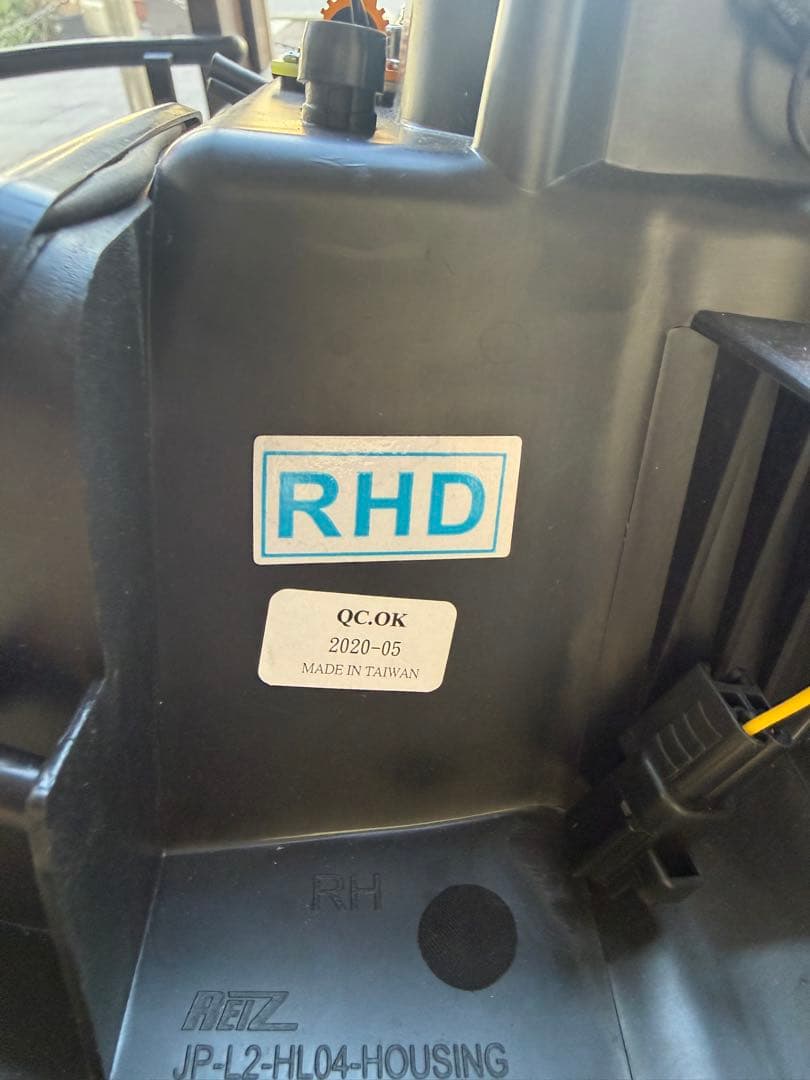 RHD
QC.OK
2020-05
MADE IN TAIWAN
RH
REIZ
JP-L2-HL04-HOUSING